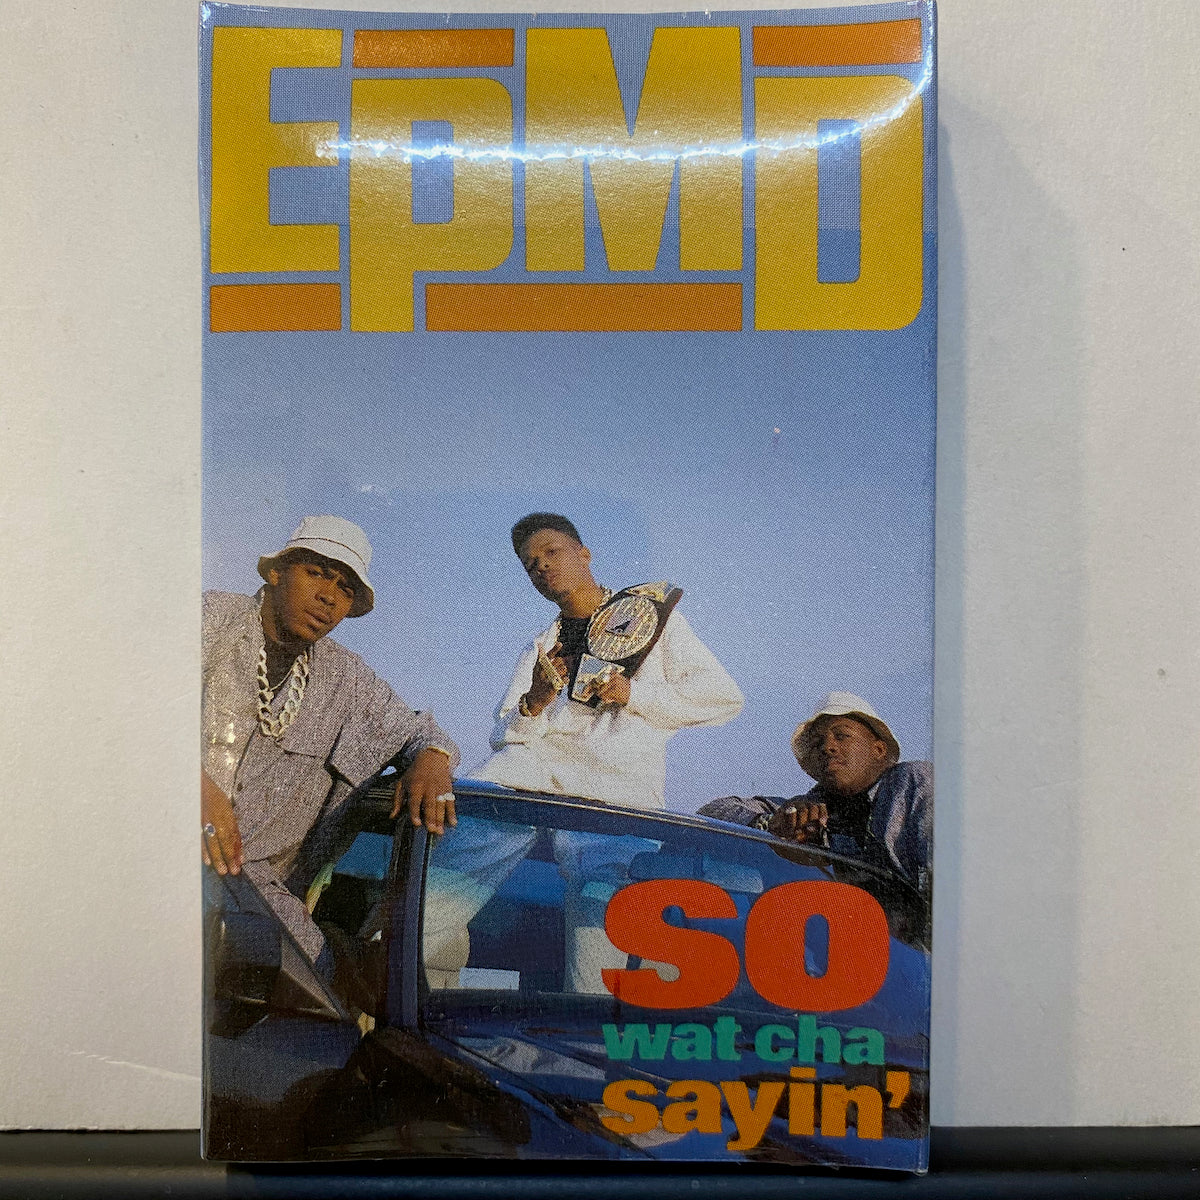 EPMD
so
wat cha
sayin'